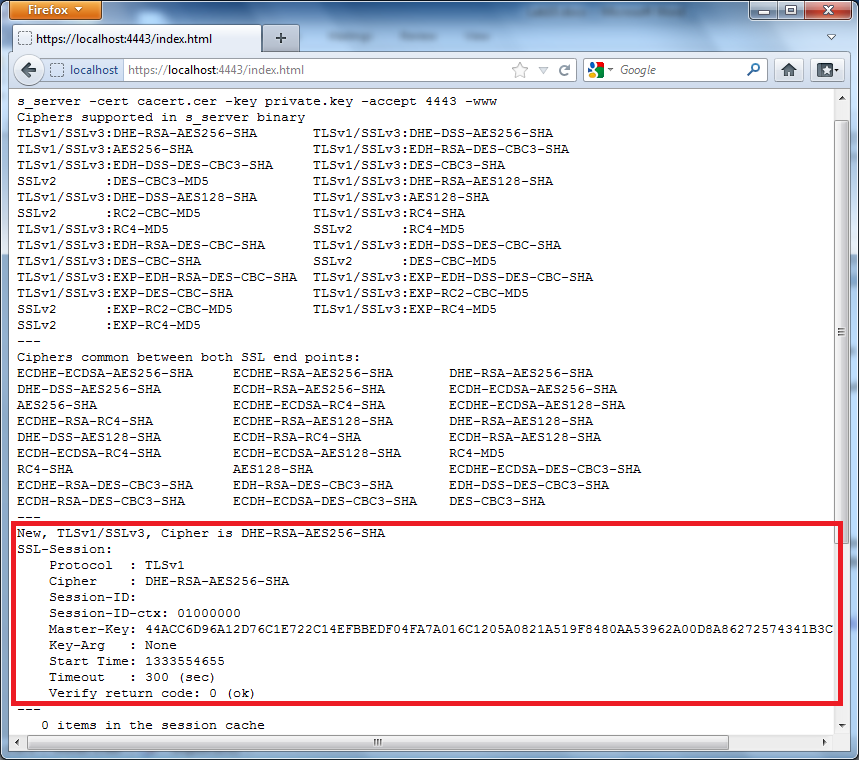 Firefox
https://localhost:4443/index.html
localhost https://localhost:4443/index.html Google
s_server -cert cacert.cer -key private.key -accept 4443 -www
Ciphers supported in s_server binary
TLSv1/SSLv3:DHE-RSA-AES256-SHA TLSv1/SSLv3:DHE-DSS-AES256-SHA
TLSv1/SSLv3:AES256-SHA TLSv1/SSLv3:EDH-RSA-DES-CBC3-SHA
TLSv1/SSLv3:EDH-DSS-DES-CBC3-SHA TLSv1/SSLv3:DES-CBC3-SHA
SSLv2 :DES-CBC3-MD5 TLSv1/SSLv3:DHE-RSA-AES128-SHA
TLSv1/SSLv3:DHE-DSS-AES128-SHA TLSv1/SSLv3:AES128-SHA
SSLv2 :RC2-CBC-MD5 TLSv1/SSLv3:RC4-SHA
TLSv1/SSLv3:RC4-MD5 SSLv2 :RC4-MD5
TLSv1/SSLv3:EDH-RSA-DES-CBC-SHA TLSv1/SSLv3:EDH-DSS-DES-CBC-SHA
TLSv1/SSLv3:DES-CBC-SHA SSLv2 :DES-CBC-MD5
TLSv1/SSLv3:EXP-EDH-RSA-DES-CBC-SHA TLSv1/SSLv3:EXP-EDH-DSS-DES-CBC-SHA
TLSv1/SSLv3:EXP-DES-CBC-SHA TLSv1/SSLv3:EXP-RC2-CBC-MD5
SSLv2 :EXP-RC2-CBC-MD5 TLSv1/SSLv3:EXP-RC4-MD5
SSLv2 :EXP-RC4-MD5
---
Ciphers common between both SSL end points:
ECDHE-ECDSA-AES256-SHA ECDHE-RSA-AES256-SHA DHE-RSA-AES256-SHA
DHE-DSS-AES256-SHA ECDH-RSA-AES256-SHA ECDH-ECDSA-AES256-SHA
AES256-SHA ECDHE-ECDSA-RC4-SHA ECDHE-ECDSA-AES128-SHA
ECDHE-RSA-RC4-SHA ECDHE-RSA-AES128-SHA DHE-RSA-AES128-SHA
DHE-DSS-AES128-SHA ECDH-RSA-RC4-SHA ECDH-RSA-AES128-SHA
ECDH-ECDSA-RC4-SHA ECDH-ECDSA-AES128-SHA RC4-MD5
RC4-SHA AES128-SHA ECDHE-ECDSA-DES-CBC3-SHA
ECDHE-RSA-DES-CBC3-SHA EDH-RSA-DES-CBC3-SHA EDH-DSS-DES-CBC3-SHA
ECDH-RSA-DES-CBC3-SHA ECDH-ECDSA-DES-CBC3-SHA DES-CBC3-SHA
---
New, TLSv1/SSLv3, Cipher is DHE-RSA-AES256-SHA
SSL-Session:
Protocol : TLSv1
Cipher : DHE-RSA-AES256-SHA
Session-ID:
Session-ID-ctx: 01000000
Master-Key: 44ACC6D96A12D76C1E722C14EFBBEDF04FA7A016C1205A0821A519F8480AA53962A00D8A86272574341B3C
Key-Arg : None
Start Time: 1333554655
Timeout : 300 (sec)
Verify return code: 0 (ok)
---
0 items in the session cache